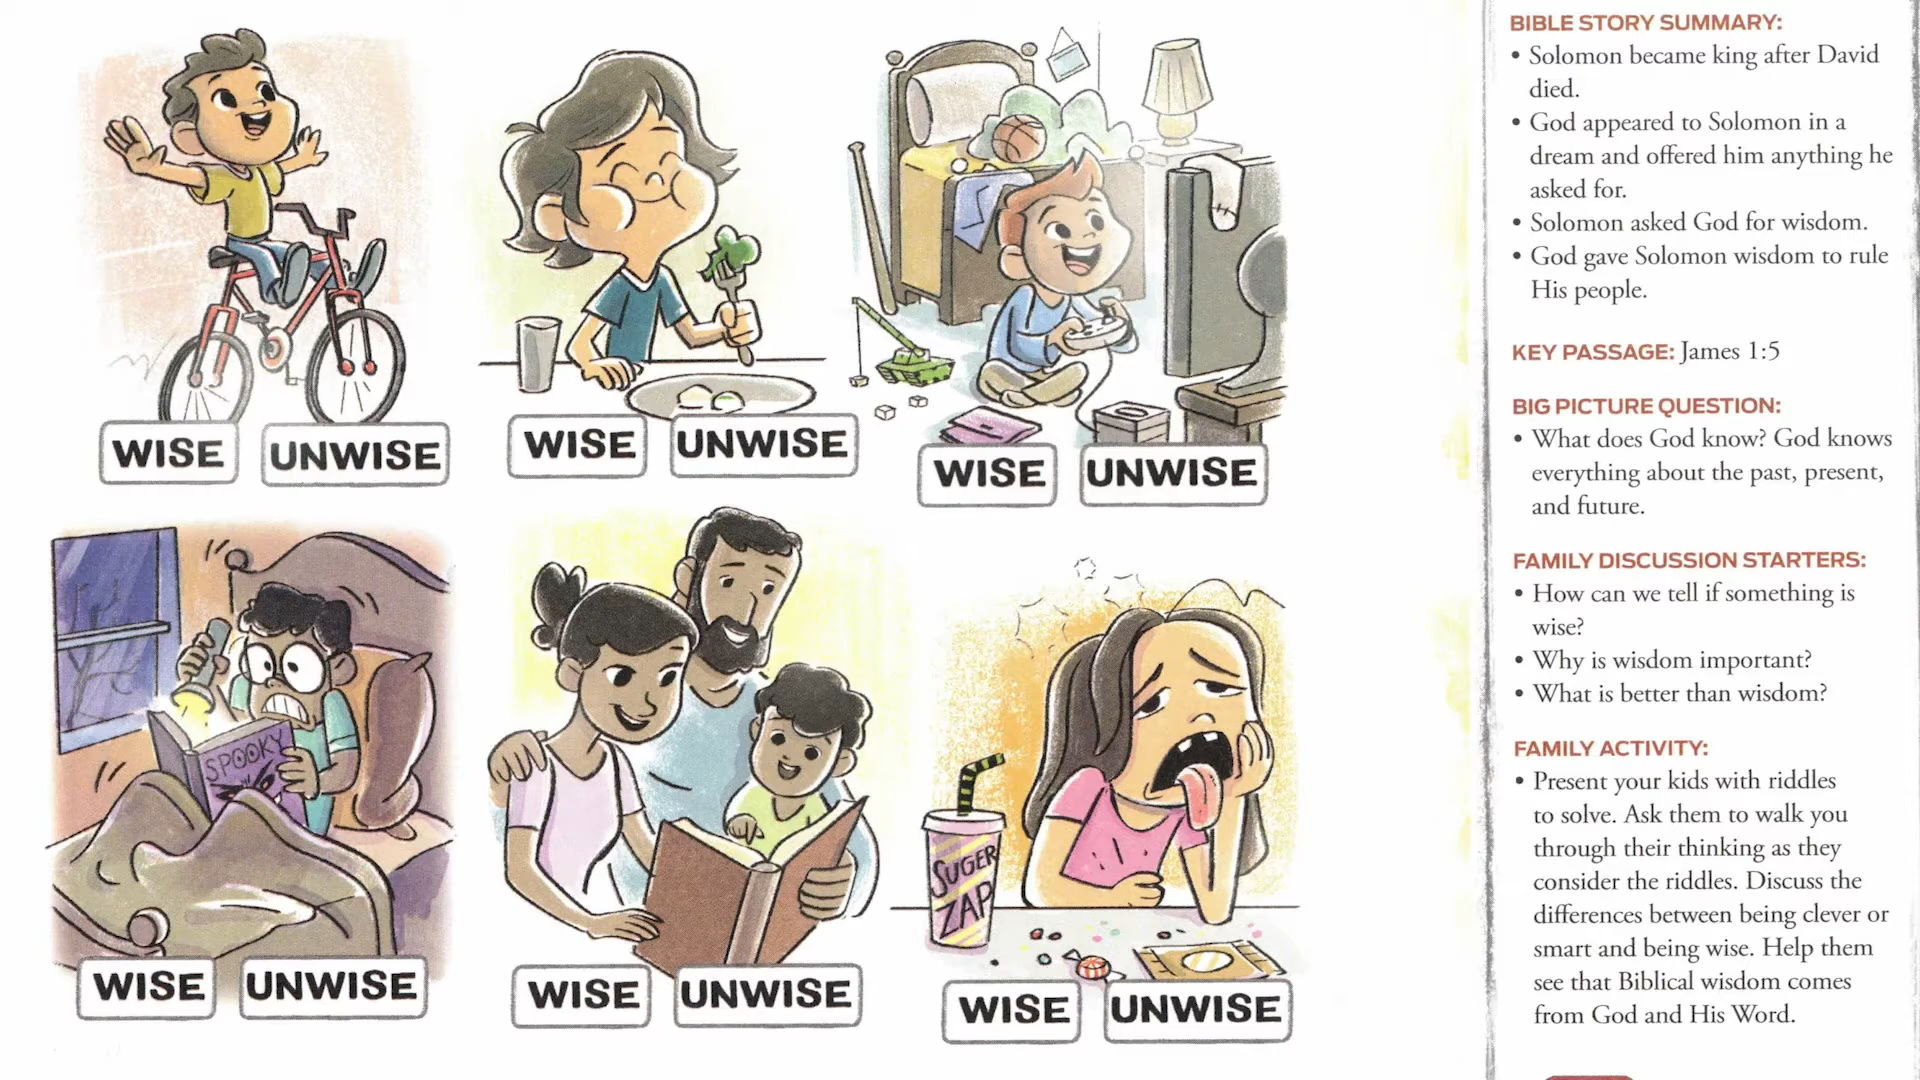 WISE UNWISE
WISE UNWISE
WISE UNWISE
SPOOKY
SUGER
ZAP
WISE UNWISE
WISE UNWISE
WISE UNWISE
BIBLE STORY SUMMARY:
• Solomon became king after David
died.
• God appeared to Solomon in a
dream and offered him anything he
asked for.
• Solomon asked God for wisdom.
• God gave Solomon wisdom to rule
His people.
KEY PASSAGE: James 1:5
BIG PICTURE QUESTION:
• What does God know? God knows
everything about the past, present,
and future.
FAMILY DISCUSSION STARTERS:
• How can we tell if something is
wise?
• Why is wisdom important?
• What is better than wisdom?
FAMILY ACTIVITY:
• Present your kids with riddles
to solve. Ask them to walk you
through their thinking as they
consider the riddles. Discuss the
differences between being clever or
smart and being wise. Help them
see that Biblical wisdom comes
from God and His Word.